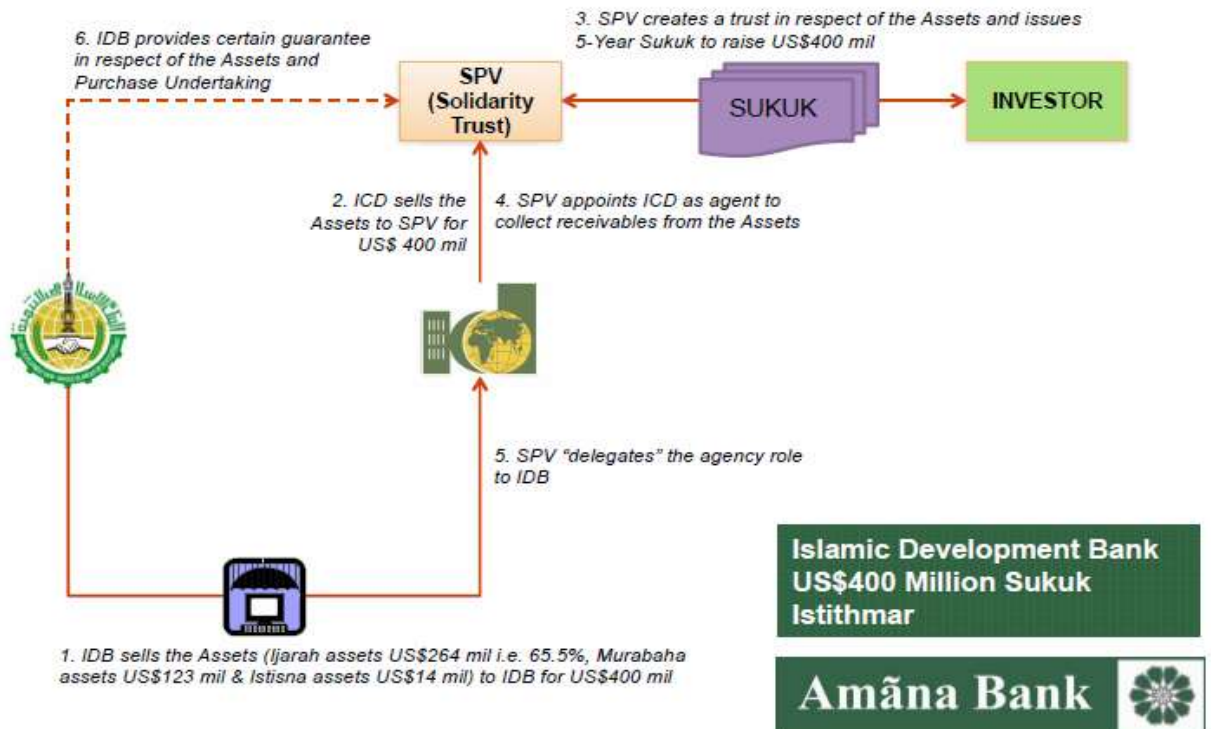 6. IDB provides certain guarantee
in respect of the Assets and
Purchase Undertaking
3. SPV creates a trust in respect of the Assets and issues
5-Year Sukuk to raise US$400 mil
SPV
(Solidarity
Trust)
SUKUK
INVESTOR
2. ICD sells the
Assets to SPV for
US$ 400 mil
4. SPV appoints ICD as agent to
collect receivables from the Assets
5. SPV “delegates” the agency role
to IDB
1. IDB sells the Assets (Ijarah assets US$264 mil i.e. 65.5%, Murabaha
assets US$123 mil & Istisna assets US$14 mil) to IDB for US$400 mil
Islamic Development Bank
US$400 Million Sukuk
Istithmar
Amãna Bank